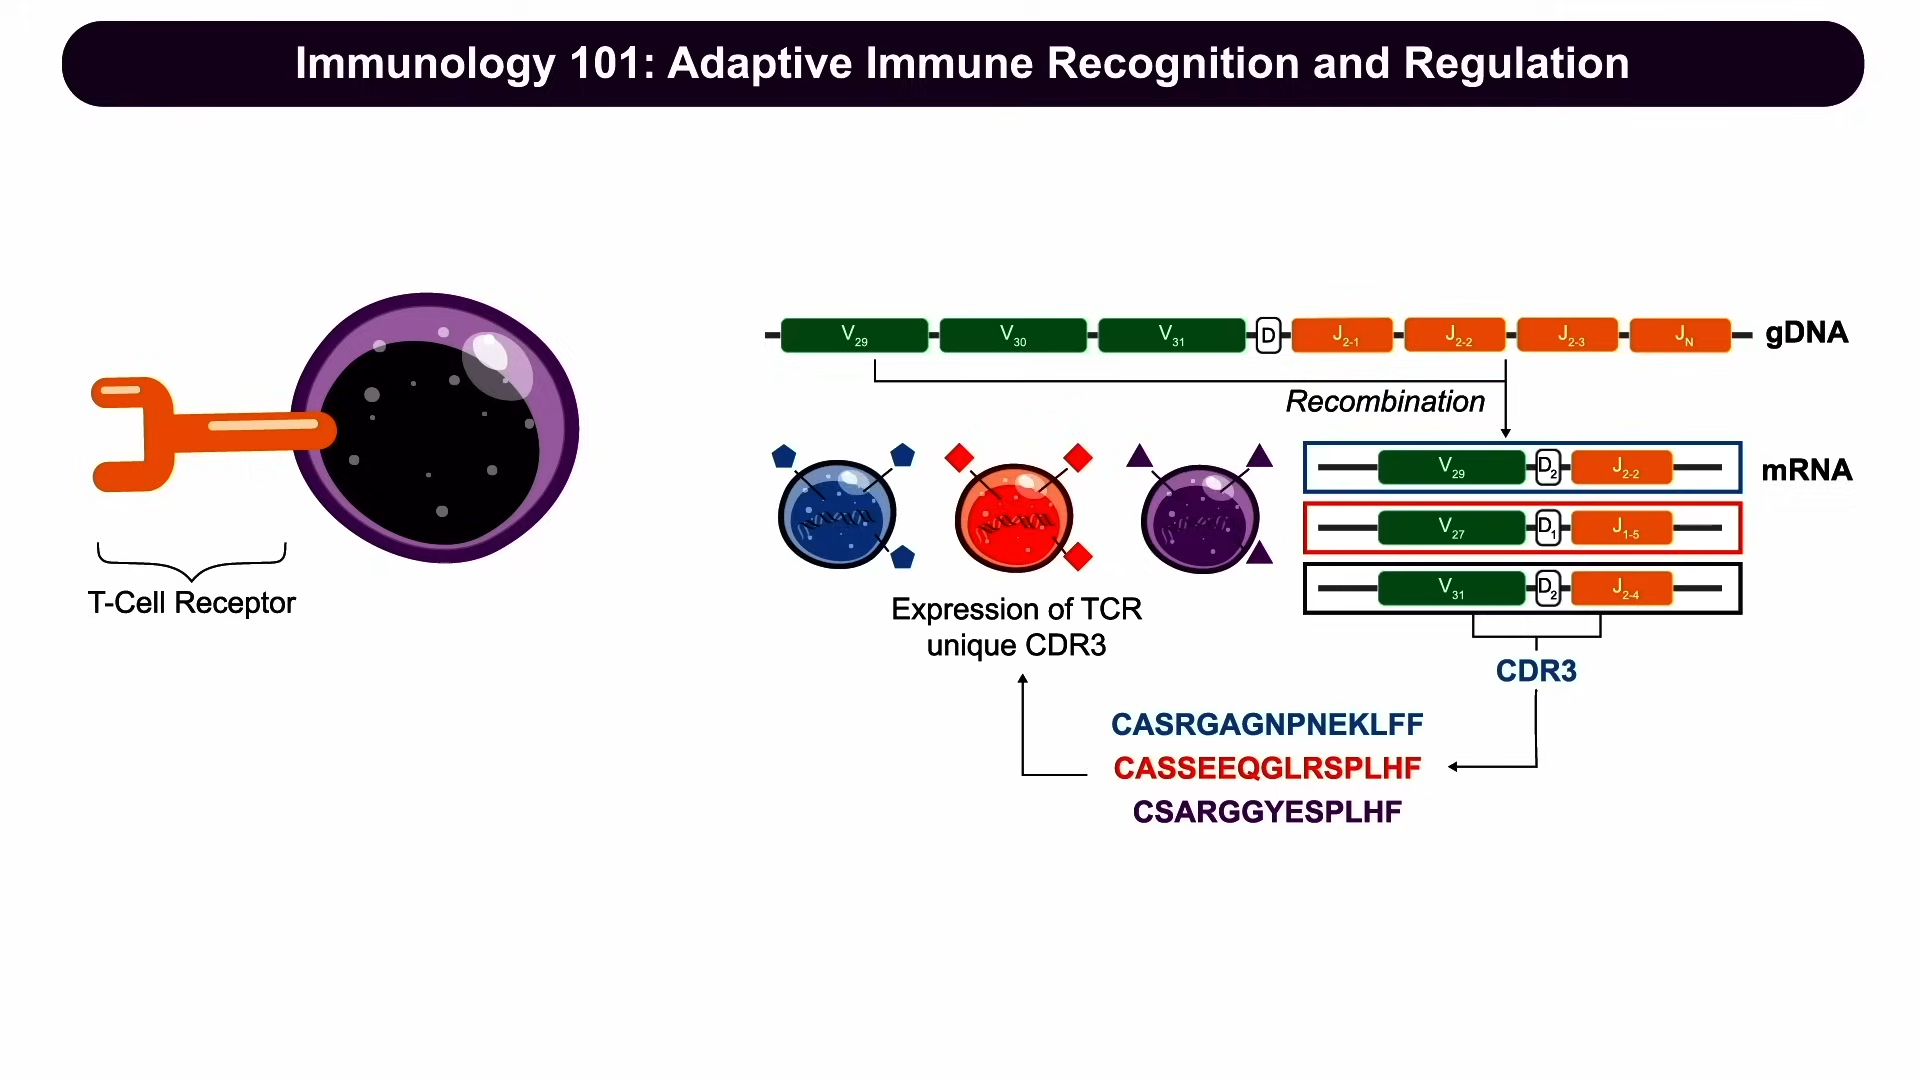 Immunology 101: Adaptive Immune Recognition and Regulation
T-Cell Receptor
V29 V30 V31 D J2-1 J2-2 J2-3 JN gDNA
Recombination
V29 D2 J2-2 mRNA
V27 D1 J1-5
V31 D2 J2-4
Expression of TCR
unique CDR3
CDR3
CASRGAGNPNEKLFF
CASSEEQGLRSPLHF
CSARGGYESPLHF